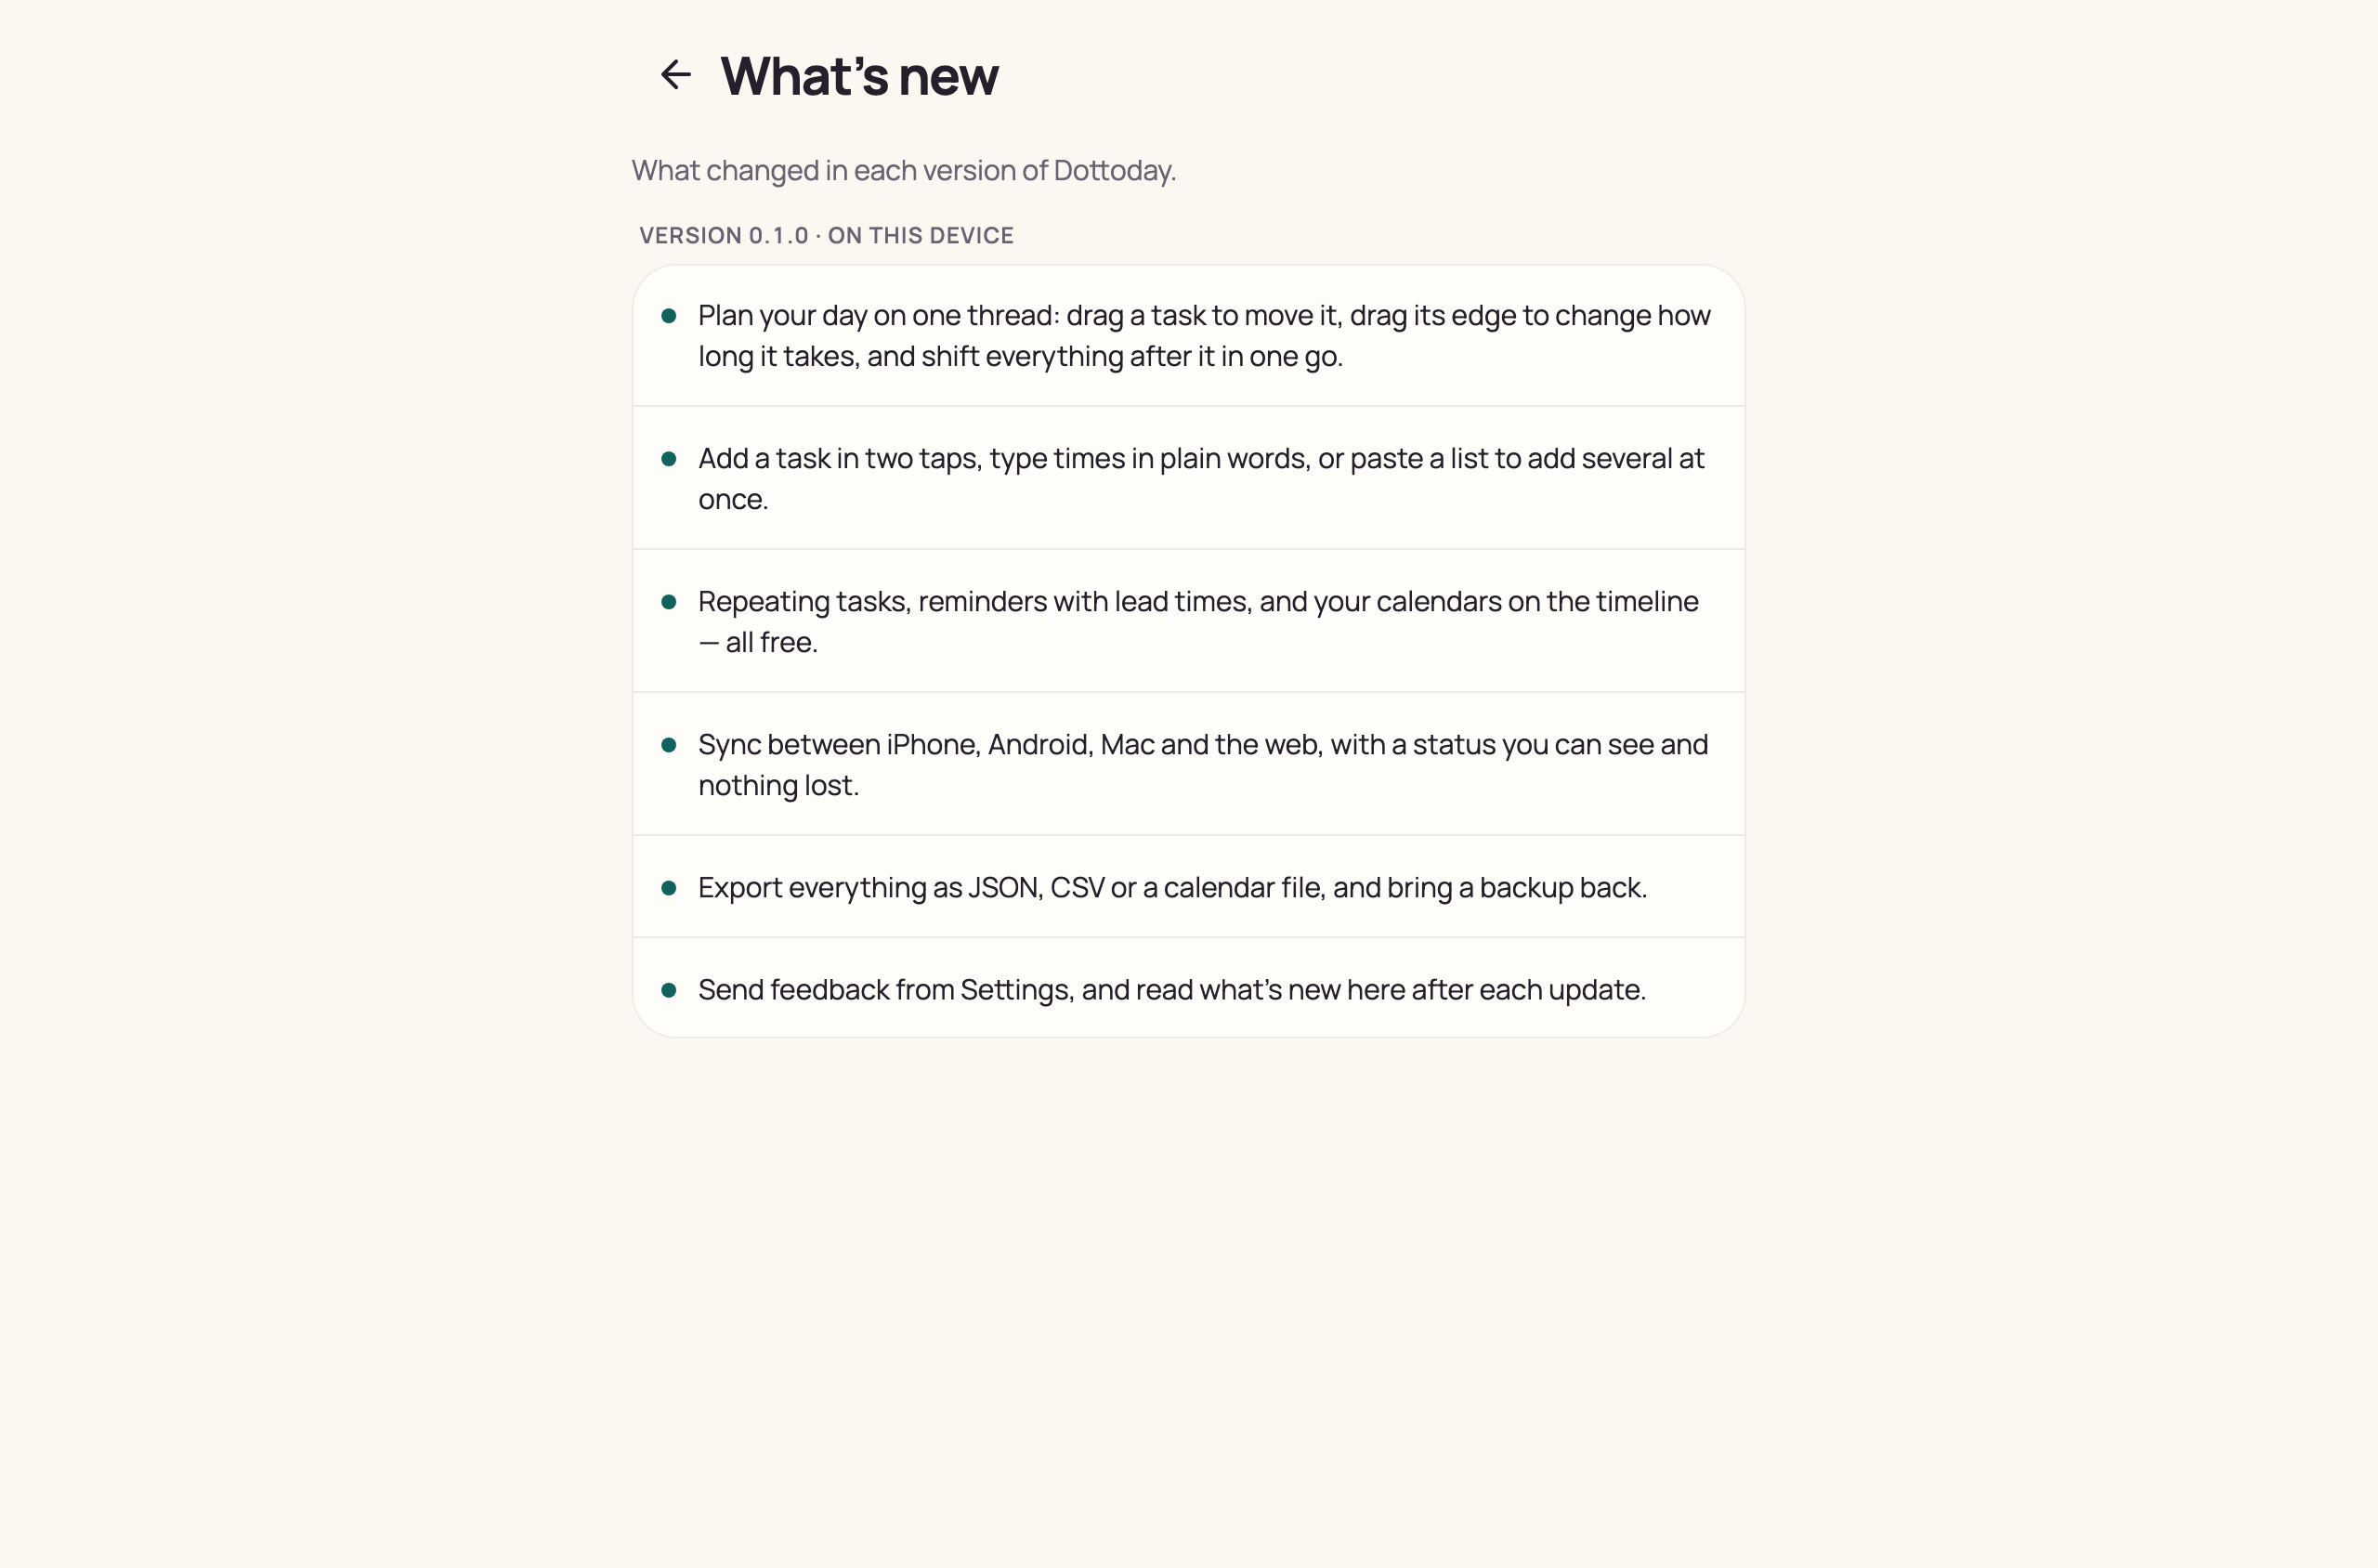 What's new
What changed in each version of Dottoday.
VERSION 0.1.0 · ON THIS DEVICE
Plan your day on one thread: drag a task to move it, drag its edge to change how
long it takes, and shift everything after it in one go.
Add a task in two taps, type times in plain words, or paste a list to add several at
once.
Repeating tasks, reminders with lead times, and your calendars on the timeline
— all free.
Sync between iPhone, Android, Mac and the web, with a status you can see and
nothing lost.
Export everything as JSON, CSV or a calendar file, and bring a backup back.
Send feedback from Settings, and read what's new here after each update.